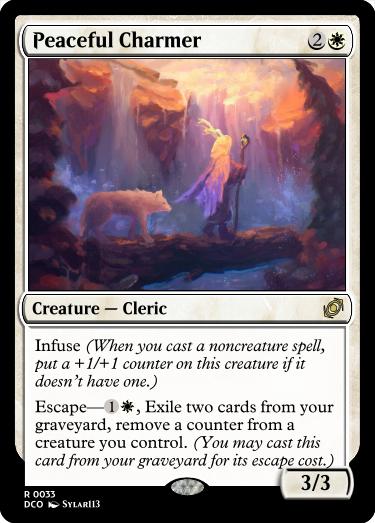 Peaceful Charmer 2
Creature — Cleric
Infuse (When you cast a noncreature spell,
put a +1/+1 counter on this creature if it
doesn't have one.)
Escape—1, Exile two cards from your
graveyard, remove a counter from a
creature you control. (You may cast this
card from your graveyard for its escape cost.)
3/3
R 0033
DCO Sylar113